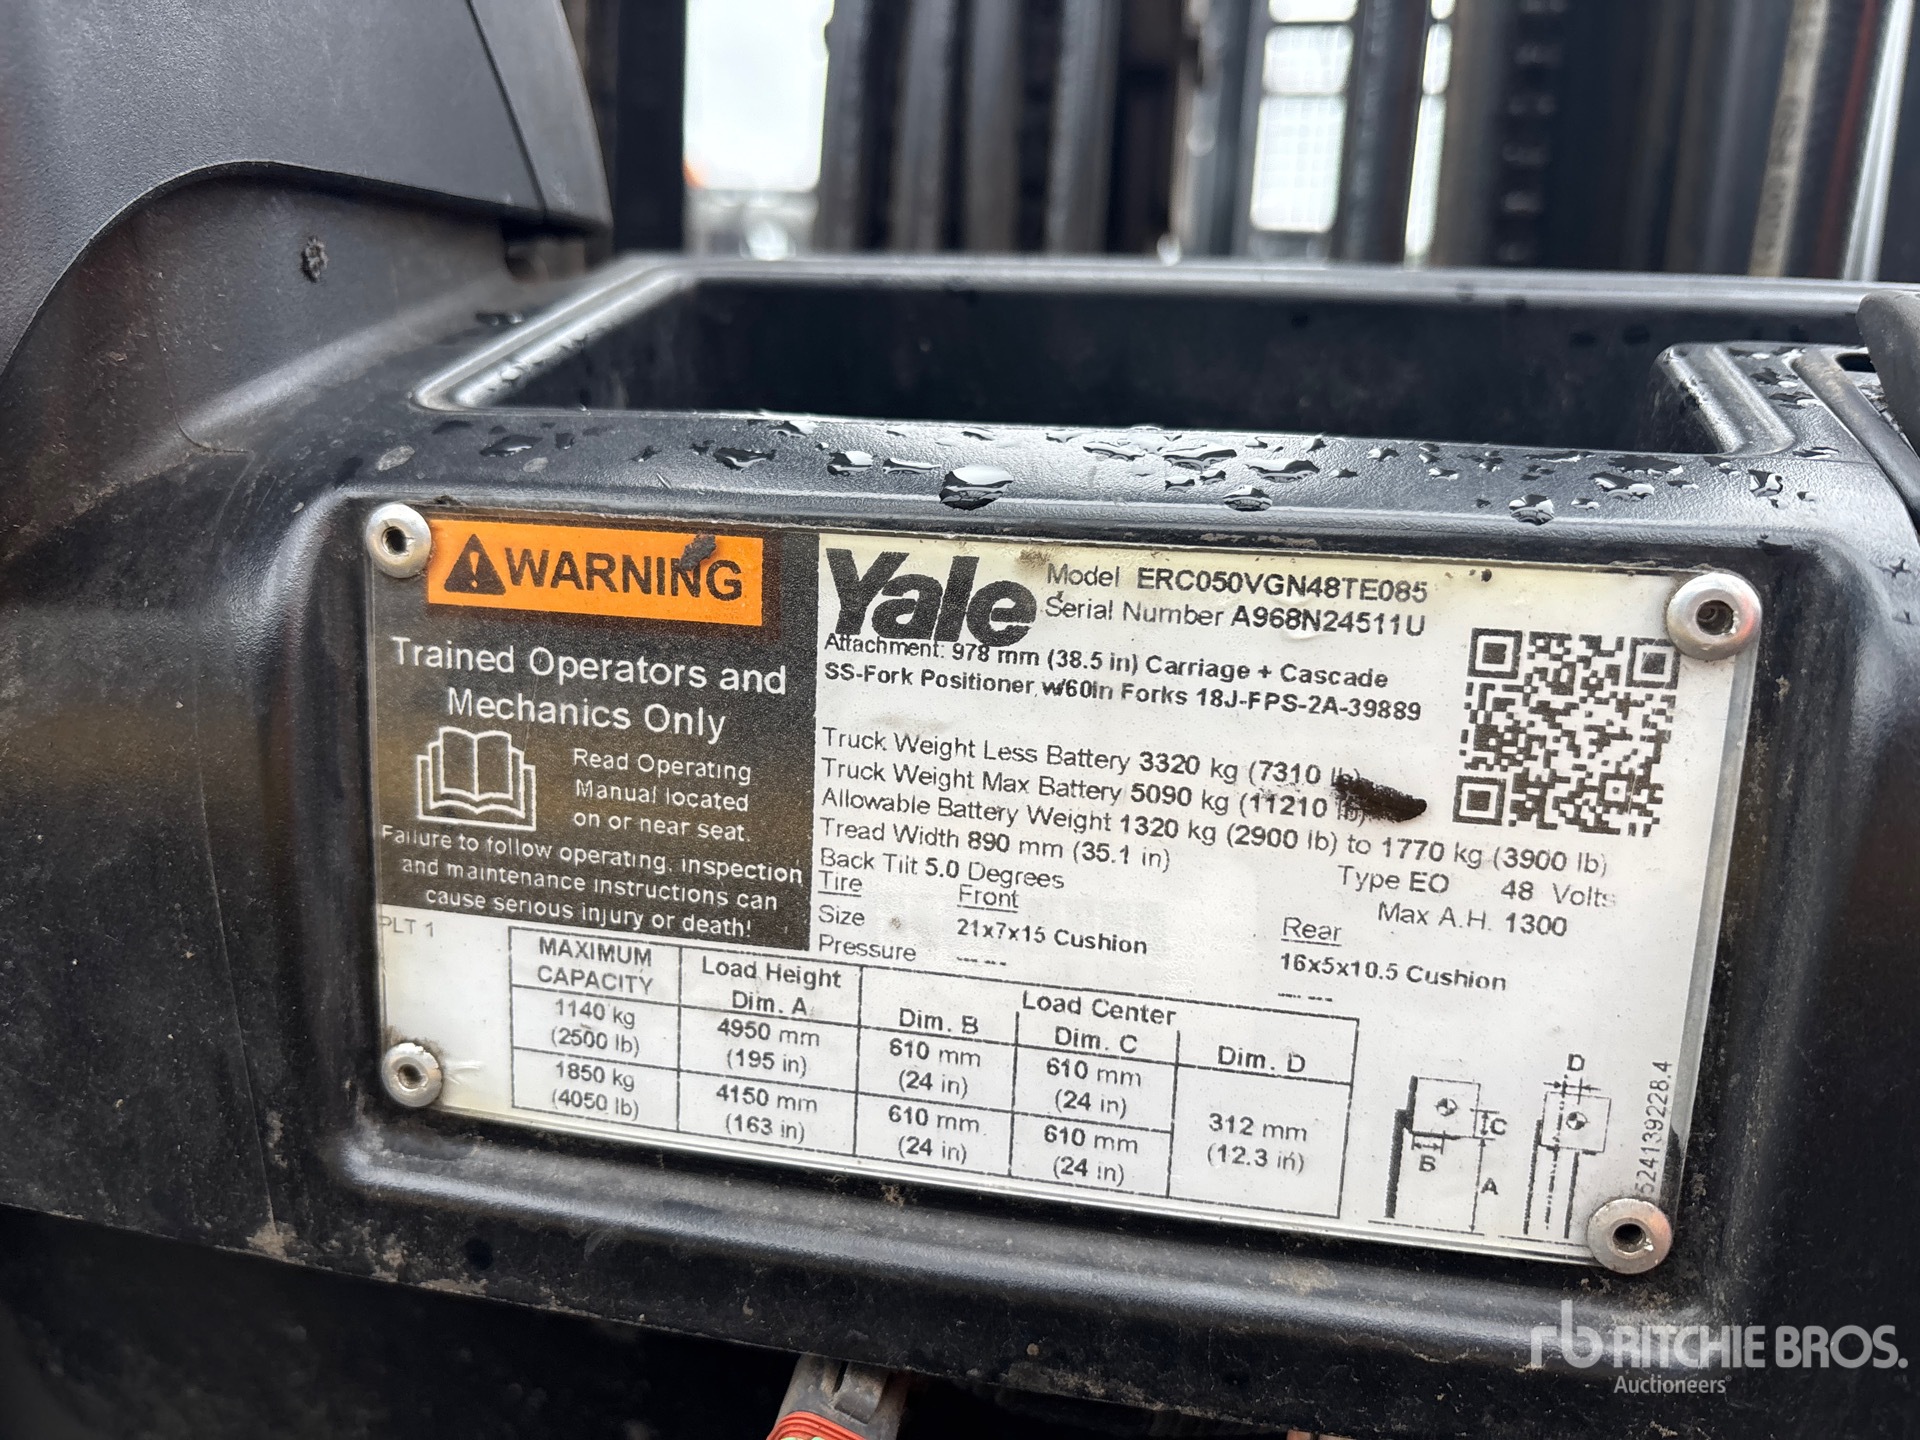 WARNING
Trained Operators and
Mechanics Only
Read Operating
Manual located
on or near seat.
Failure to follow operating, inspection
and maintenance instructions can
cause serious injury or death!
PLT 1
Yale
Model ERC050VGN48TE085
Serial Number A968N24511U
Attachment: 978 mm (38.5 in) Carriage + Cascade
SS-Fork Positioner, w/60in Forks 18J-FPS-2A-39889
Truck Weight Less Battery 3320 kg (7310 lb)
Truck Weight Max Battery 5090 kg (11210 lb)
Allowable Battery Weight 1320 kg (2900 lb) to 1770 kg (3900 lb)
Tread Width 890 mm (35.1 in)
Type EO 48 Volts
Back Tilt 5.0 Degrees
Max A.H. 1300
Tire Front Rear
Size 21x7x15 Cushion 16x5x10.5 Cushion
Pressure --- --- --- ---
MAXIMUM
CAPACITY
Load Height
Dim. A
Load Center
Dim. B Dim. C Dim. D
1140 kg 4950 mm 610 mm 610 mm
(2500 lb) (195 in) (24 in) (24 in)
1850 kg 4150 mm 610 mm 610 mm
(4050 lb) (163 in) (24 in) (24 in)
312 mm
(12.3 in)
D
C
B
A
524139228.4
rb RITCHIE BROS.
Auctioneers